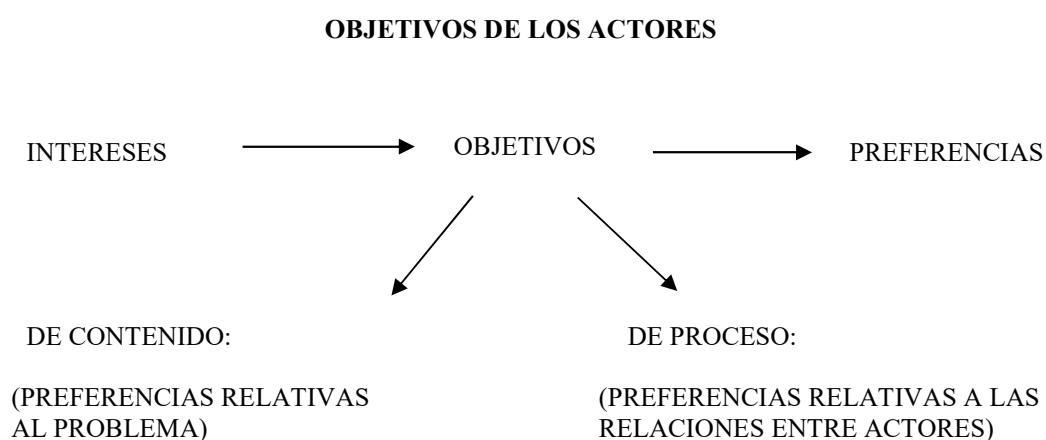 OBJETIVOS DE LOS ACTORES
INTERESES
OBJETIVOS
PREFERENCIAS
DE CONTENIDO:
(PREFERENCIAS RELATIVAS
AL PROBLEMA)
DE PROCESO:
(PREFERENCIAS RELATIVAS A LAS
RELACIONES ENTRE ACTORES)